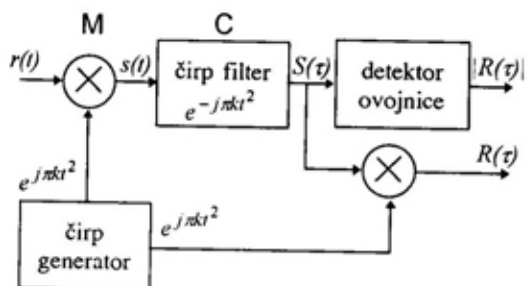 M
C
r(t)
s(t)
čirp filter
e^{-jπkt²}
S(τ)
detektor
ovojnice
|R(τ)|
R(τ)
e^{jπkt²}
e^{jπkt²}
čirp
generator